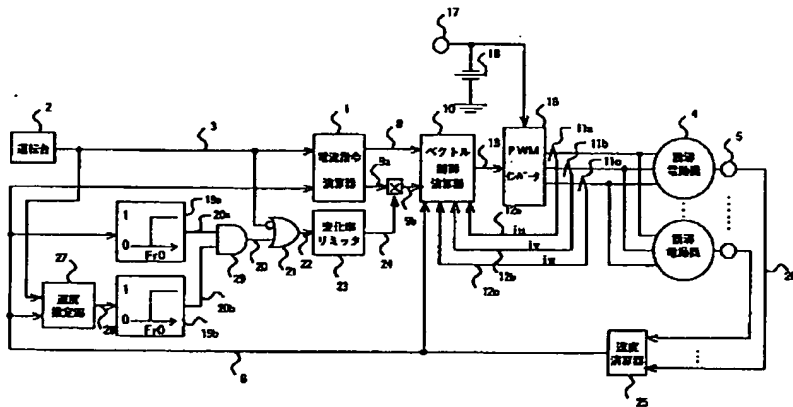 17
16
2
運転台
3
1
電流指令
演算器
8
9a
9b
10
ベクトル
制御
演算器
13
15
PWM
インバータ
11a
11b
11c
4
誘導
電動機
5
誘導
電動機
iu
iv
iw
12a
12b
12c
1
0
Fr0
19a
20a
27
速度
推定器
28
1
0
Fr0
19b
20b
29
20
21
22
変化率
リミッタ
23
24
6
速度
演算器
25